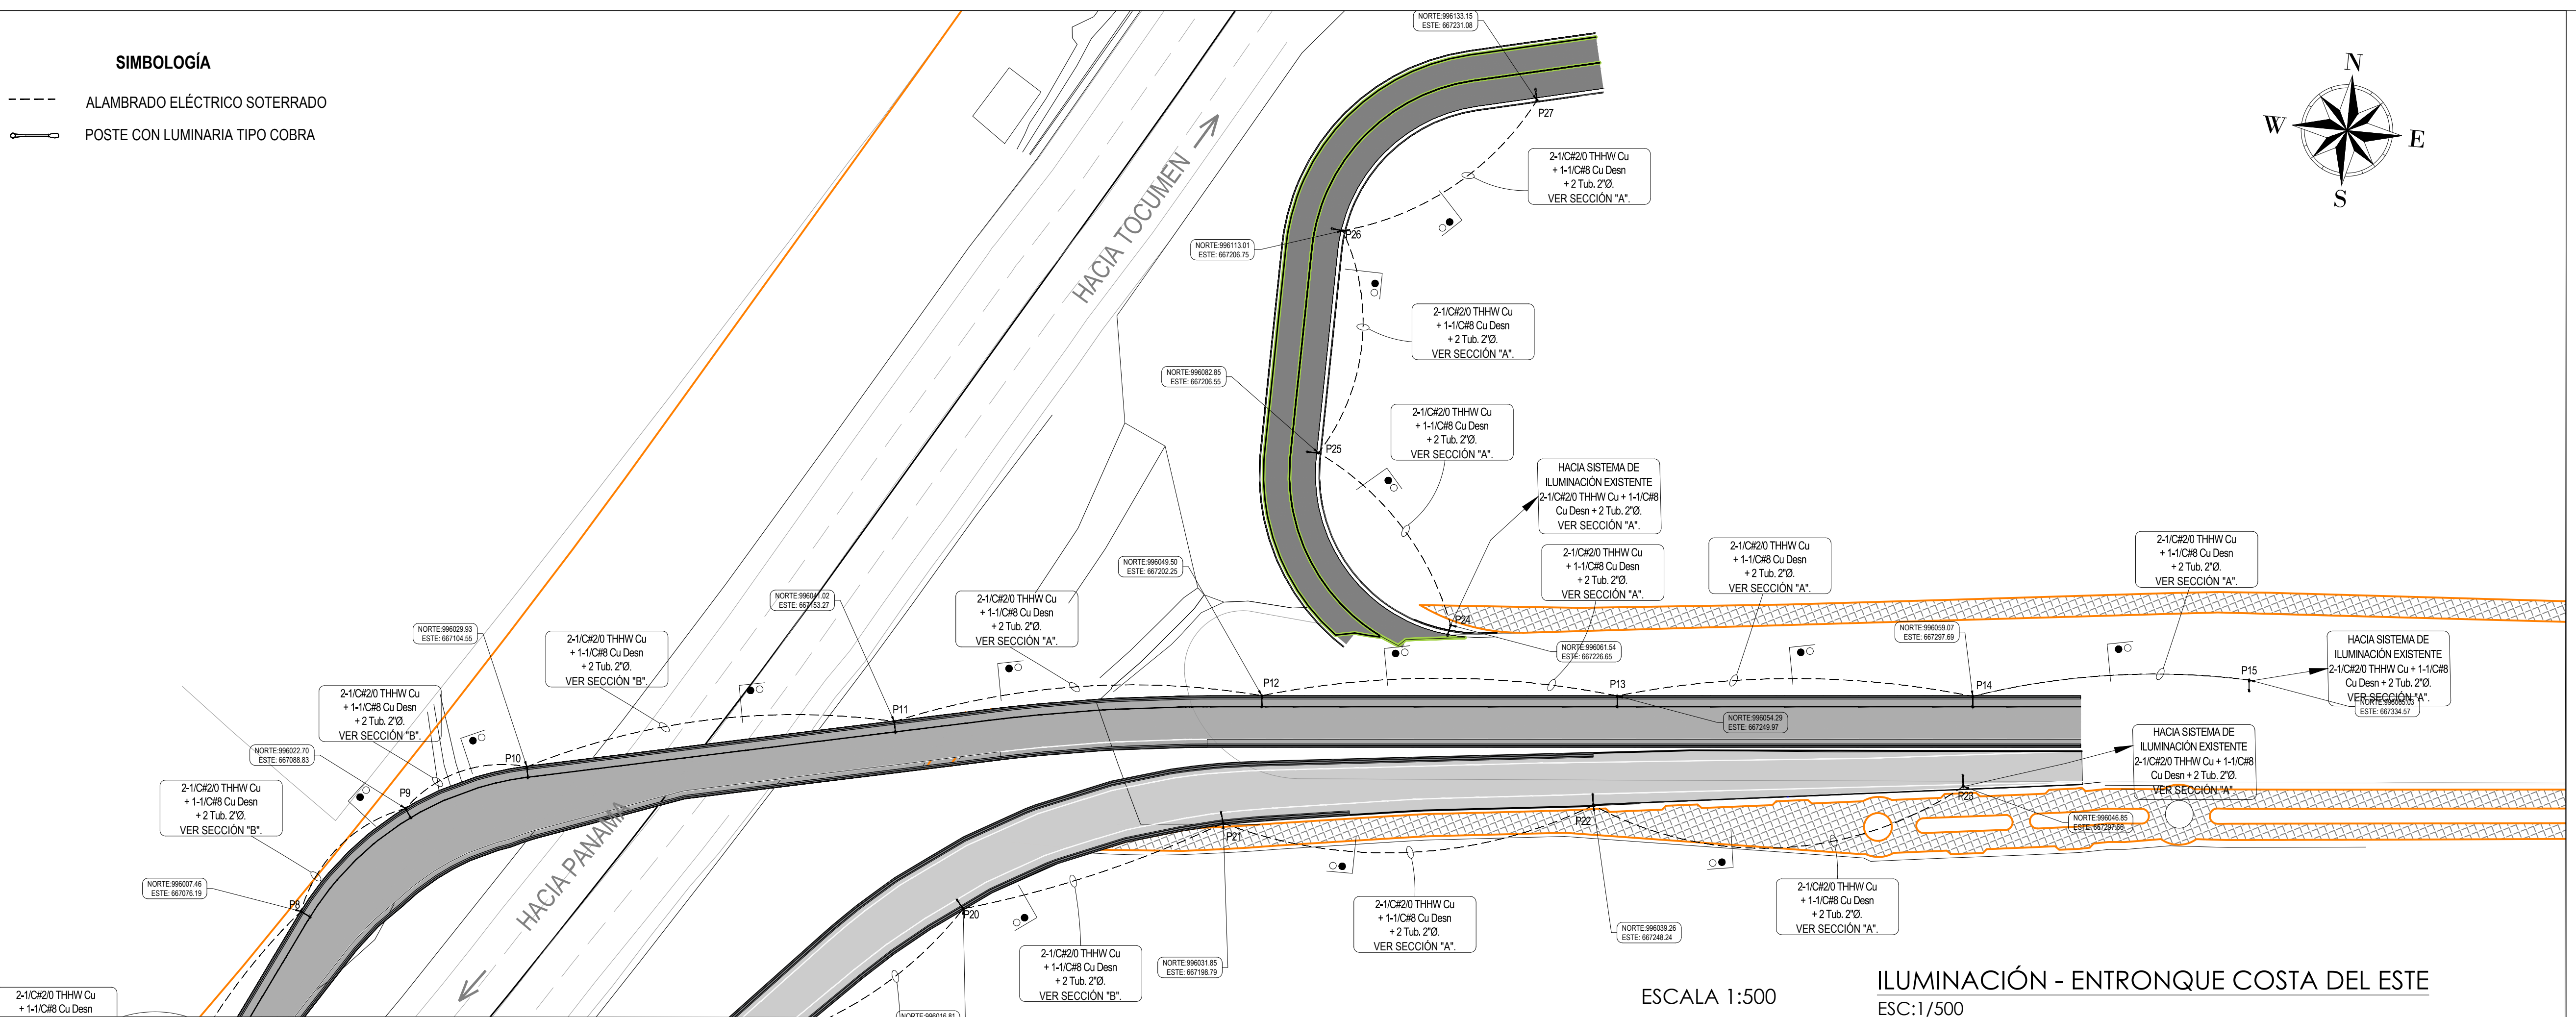 SIMBOLOGÍA
ALAMBRADO ELÉCTRICO SOTERRADO
POSTE CON LUMINARIA TIPO COBRA
NORTE:996133.15
ESTE: 667231.08
N
W
E
S
P27
HACIA TOCUMEN
2-1/C#2/0 THHW Cu
+ 1-1/C#8 Cu Desn
+ 2 Tub. 2"Ø.
VER SECCIÓN "A".
P26
NORTE:996113.01
ESTE: 667206.75
2-1/C#2/0 THHW Cu
+ 1-1/C#8 Cu Desn
+ 2 Tub. 2"Ø.
VER SECCIÓN "A".
NORTE:996082.85
ESTE: 667206.55
P25
2-1/C#2/0 THHW Cu
+ 1-1/C#8 Cu Desn
+ 2 Tub. 2"Ø.
VER SECCIÓN "A".
HACIA SISTEMA DE
ILUMINACIÓN EXISTENTE
2-1/C#2/0 THHW Cu + 1-1/C#8
Cu Desn + 2 Tub. 2"Ø.
VER SECCIÓN "A".
2-1/C#2/0 THHW Cu
+ 1-1/C#8 Cu Desn
+ 2 Tub. 2"Ø.
VER SECCIÓN "A".
2-1/C#2/0 THHW Cu
+ 1-1/C#8 Cu Desn
+ 2 Tub. 2"Ø.
VER SECCIÓN "A".
2-1/C#2/0 THHW Cu
+ 1-1/C#8 Cu Desn
+ 2 Tub. 2"Ø.
VER SECCIÓN "A".
NORTE:996049.50
ESTE: 667202.25
NORTE:996041.02
ESTE: 667153.27
2-1/C#2/0 THHW Cu
+ 1-1/C#8 Cu Desn
+ 2 Tub. 2"Ø.
VER SECCIÓN "A".
P24
NORTE:996061.54
ESTE: 667226.65
NORTE:996059.07
ESTE: 667297.69
NORTE:996029.93
ESTE: 667104.55
2-1/C#2/0 THHW Cu
+ 1-1/C#8 Cu Desn
+ 2 Tub. 2"Ø.
VER SECCIÓN "B".
HACIA SISTEMA DE
ILUMINACIÓN EXISTENTE
2-1/C#2/0 THHW Cu + 1-1/C#8
Cu Desn + 2 Tub. 2"Ø.
VER SECCIÓN "A".
ESTE: 667334.57
P15
P14
P13
P12
P11
P10
2-1/C#2/0 THHW Cu
+ 1-1/C#8 Cu Desn
+ 2 Tub. 2"Ø.
VER SECCIÓN "B".
NORTE:996054.29
ESTE: 667249.97
HACIA SISTEMA DE
ILUMINACIÓN EXISTENTE
2-1/C#2/0 THHW Cu + 1-1/C#8
Cu Desn + 2 Tub. 2"Ø.
VER SECCIÓN "A".
NORTE:996022.70
ESTE: 667088.83
P9
2-1/C#2/0 THHW Cu
+ 1-1/C#8 Cu Desn
+ 2 Tub. 2"Ø.
VER SECCIÓN "B".
P23
NORTE:996046.85
ESTE: 667297.66
P22
P21
HACIA PANAMA
NORTE:996007.46
ESTE: 667076.19
P8
P20
2-1/C#2/0 THHW Cu
+ 1-1/C#8 Cu Desn
+ 2 Tub. 2"Ø.
VER SECCIÓN "A".
2-1/C#2/0 THHW Cu
+ 1-1/C#8 Cu Desn
+ 2 Tub. 2"Ø.
VER SECCIÓN "A".
NORTE:996039.26
ESTE: 667248.24
2-1/C#2/0 THHW Cu
+ 1-1/C#8 Cu Desn
+ 2 Tub. 2"Ø.
VER SECCIÓN "B".
NORTE:996031.85
ESTE: 667198.79
2-1/C#2/0 THHW Cu
+ 1-1/C#8 Cu Desn
NORTE:996016.81
ESCALA 1:500
ILUMINACIÓN - ENTRONQUE COSTA DEL ESTE
ESC:1/500